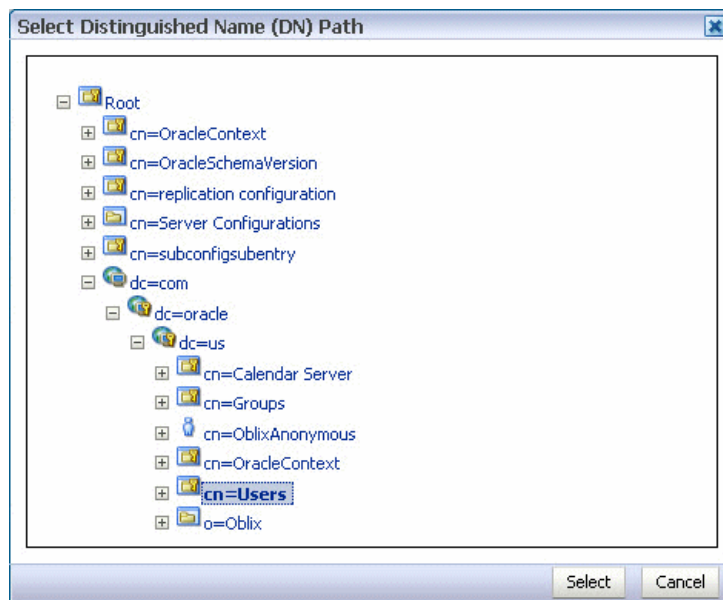 Select Distinguished Name (DN) Path
Root
cn=OracleContext
cn=OracleSchemaVersion
cn=replication configuration
cn=Server Configurations
cn=subconfigsubentry
dc=com
dc=oracle
dc=us
cn=Calendar Server
cn=Groups
cn=OblixAnonymous
cn=OracleContext
cn=Users
o=Oblix
Select Cancel